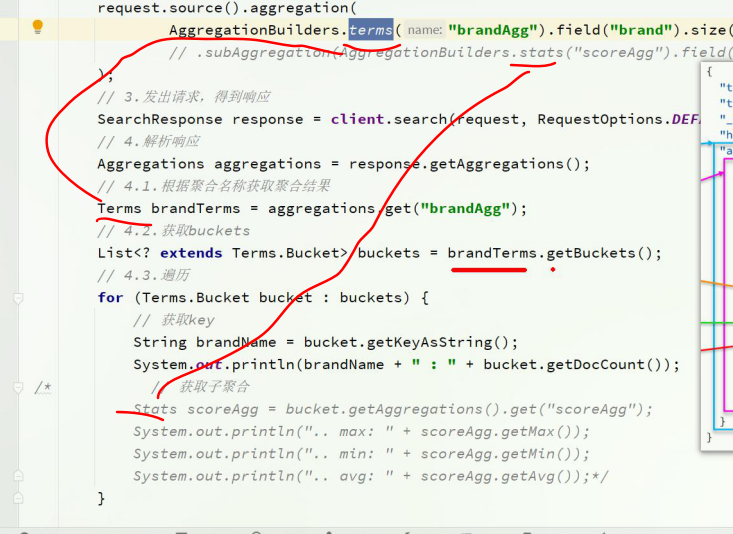 request.source().aggregation(
AggregationBuilders.terms( name: "brandAgg").field("brand").size(
// .subAggregation(AggregationBuilders.stats("scoreAgg").field(
);
// 3.发出请求，得到响应
SearchResponse response = client.search(request, RequestOptions.DEF
// 4.解析响应
Aggregations aggregations = response.getAggregations();
// 4.1.根据聚合名称获取聚合结果
Terms brandTerms = aggregations.get("brandAgg");
// 4.2.获取buckets
List<? extends Terms.Bucket> buckets = brandTerms.getBuckets();
// 4.3.遍历
for (Terms.Bucket bucket : buckets) {
// 获取key
String brandName = bucket.getKeyAsString();
System.out.println(brandName + " : " + bucket.getDocCount());
/* // 获取子聚合
Stats scoreAgg = bucket.getAggregations().get("scoreAgg");
System.out.println(".. max: " + scoreAgg.getMax());
System.out.println(".. min: " + scoreAgg.getMin());
System.out.println(".. avg: " + scoreAgg.getAvg());*/
}
{
"t
"t
"_
"h
"a
}
}